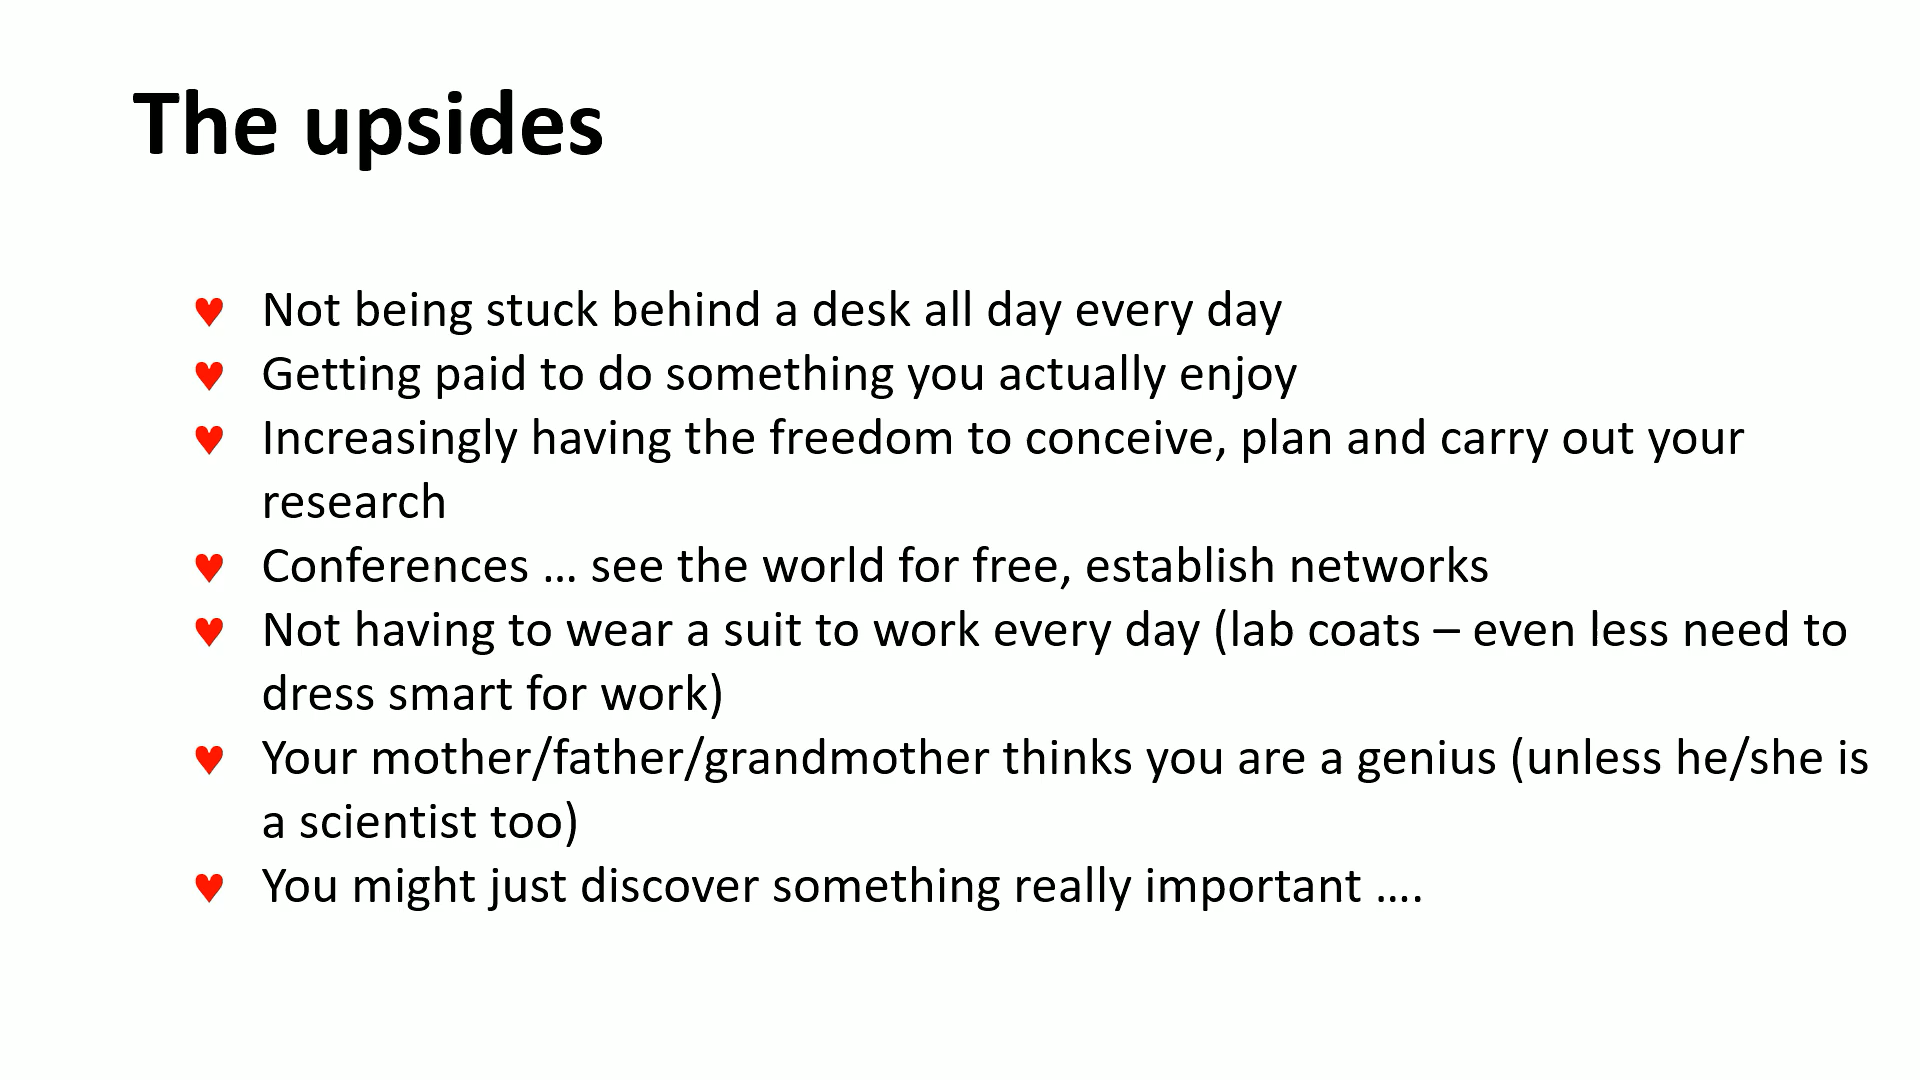 The upsides
♥ Not being stuck behind a desk all day every day
♥ Getting paid to do something you actually enjoy
♥ Increasingly having the freedom to conceive, plan and carry out your
research
♥ Conferences … see the world for free, establish networks
♥ Not having to wear a suit to work every day (lab coats – even less need to
dress smart for work)
♥ Your mother/father/grandmother thinks you are a genius (unless he/she is
a scientist too)
♥ You might just discover something really important ….